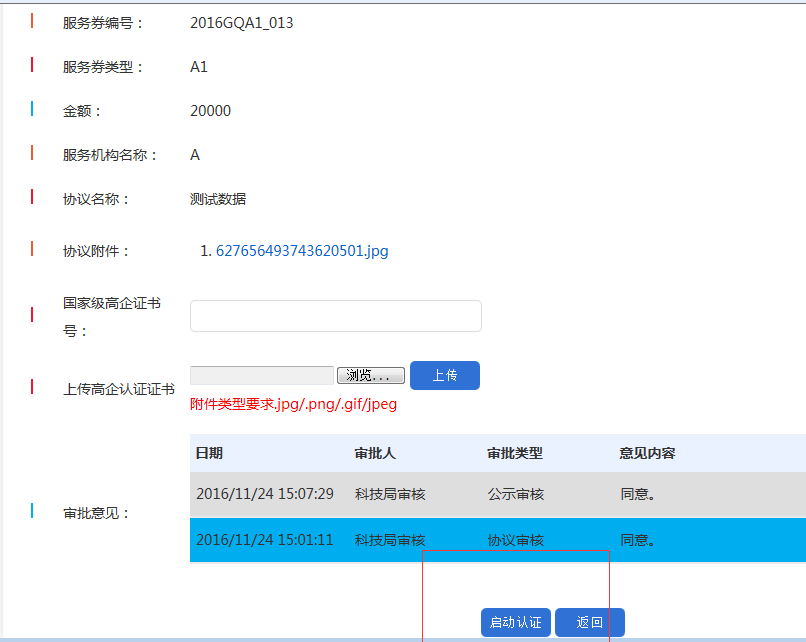 服务券编号： 2016GQA1_013
服务券类型： A1
金额： 20000
服务机构名称： A
协议名称： 测试数据
协议附件： 1. 627656493743620501.jpg
国家级高企证书
号：
上传高企认证证书 浏览... 上传
附件类型要求.jpg/.png/.gif/jpeg
审批意见：
日期 审批人 审批类型 意见内容
2016/11/24 15:07:29 科技局审核 公示审核 同意。
2016/11/24 15:01:11 科技局审核 协议审核 同意。
启动认证 返回